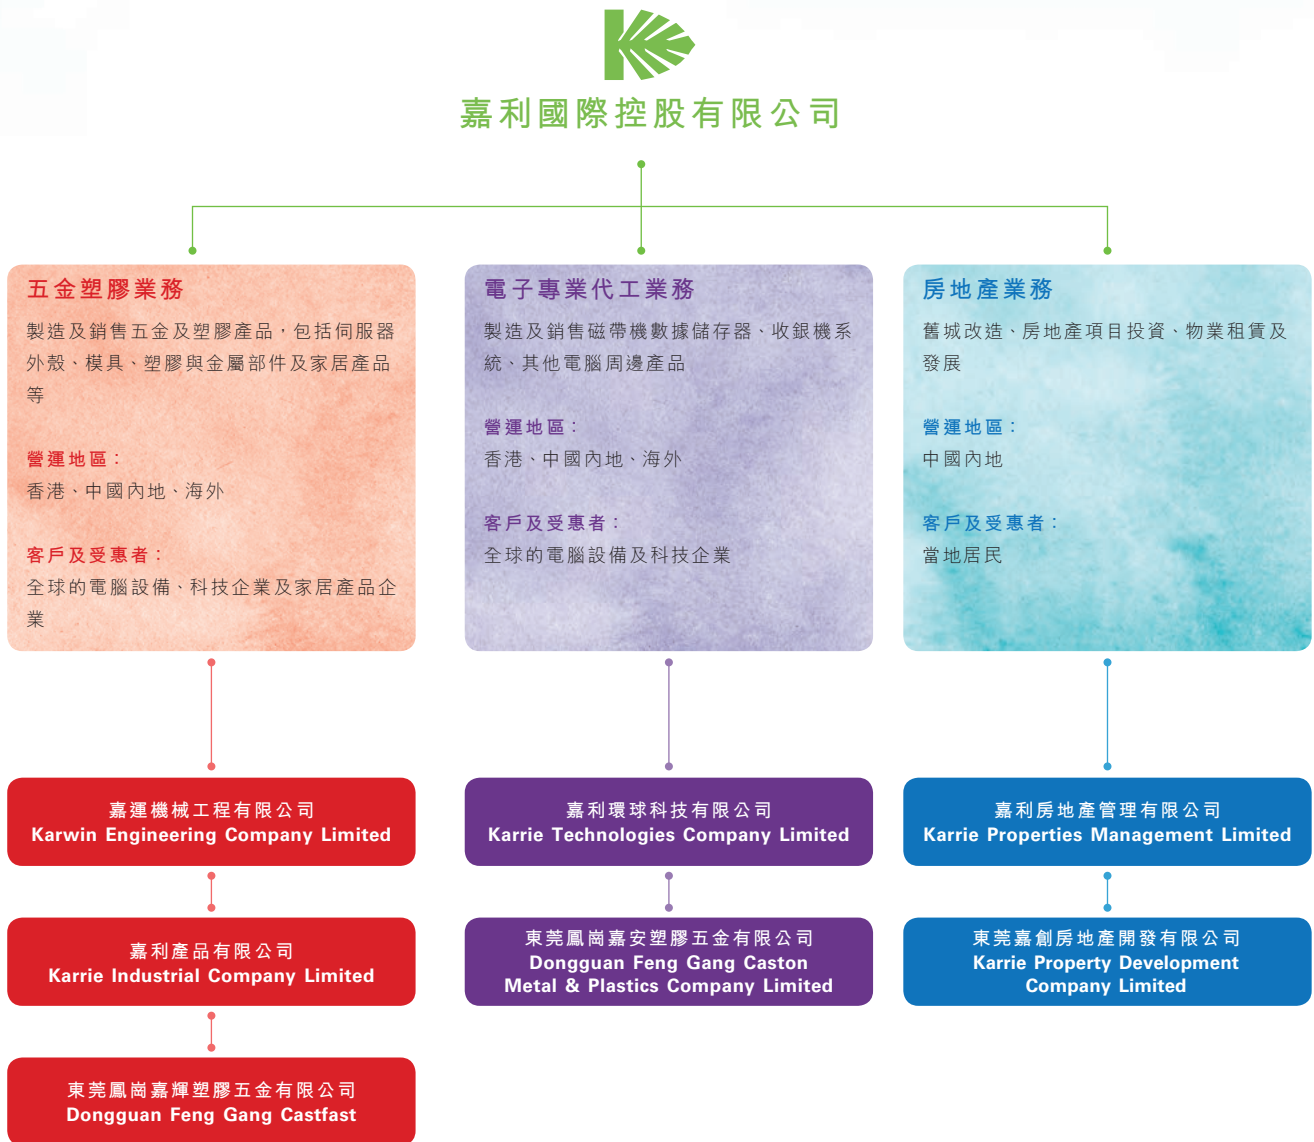 嘉利國際控股有限公司
五金塑膠業務
製造及銷售五金及塑膠產品，包括伺服器
外殼、模具、塑膠與金屬部件及家居產品
等
營運地區：
香港、中國內地、海外
客戶及受惠者：
全球的電腦設備、科技企業及家居產品企
業
電子專業代工業務
製造及銷售磁帶機數據儲存器、收銀機系
統、其他電腦周邊產品
營運地區：
香港、中國內地、海外
客戶及受惠者：
全球的電腦設備及科技企業
房地產業務
舊城改造、房地產項目投資、物業租賃及
發展
營運地區：
中國內地
客戶及受惠者：
當地居民
嘉運機械工程有限公司
Karwin Engineering Company Limited
嘉利產品有限公司
Karrie Industrial Company Limited
東莞鳳崗嘉輝塑膠五金有限公司
Dongguan Feng Gang Castfast
嘉利環球科技有限公司
Karrie Technologies Company Limited
東莞鳳崗嘉安塑膠五金有限公司
Dongguan Feng Gang Caston
Metal & Plastics Company Limited
嘉利房地產管理有限公司
Karrie Properties Management Limited
東莞嘉創房地產開發有限公司
Karrie Property Development
Company Limited